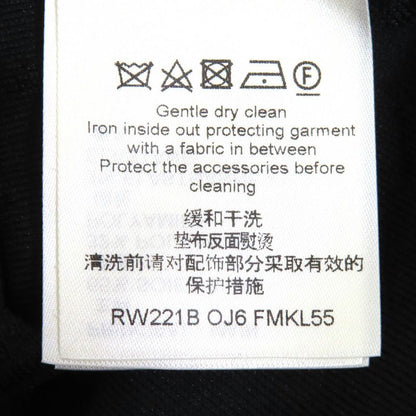 F
Gentle dry clean
Iron inside out protecting garment
with a fabric in between
Protect the accessories before
cleaning
缓和干洗
垫布反面熨烫
清洗前请对配饰部分采取有效的
保护措施
RW221B OJ6 FMKL55